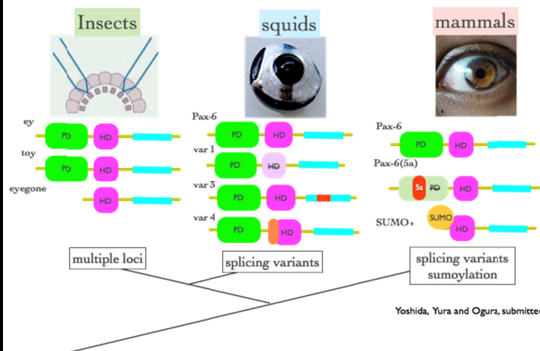 Insects
squids
mammals
ey
PD
HD
toy
PD
HD
eyegone
HD
Pax-6
PD
HD
var 1
PD
HD
var 3
PD
HD
var 4
PD
HD
Pax-6
PD
HD
Pax-6(5a)
5a
PD
HD
SUMO+
SUMO
HD
multiple loci
splicing variants
splicing variants
sumoylation
Yoshida, Yura and Ogura, submitted